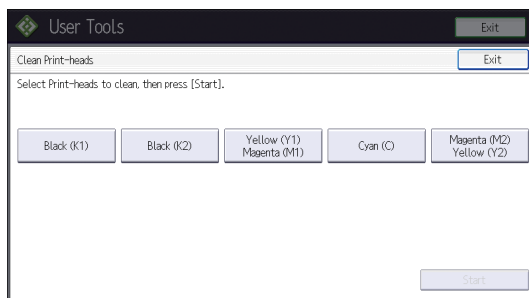 User Tools
Exit
Clean Print-heads
Exit
Select Print-heads to clean, then press [Start].
Black (K1)
Black (K2)
Yellow (Y1)
Magenta (M1)
Cyan (C)
Magenta (M2)
Yellow (Y2)
Start